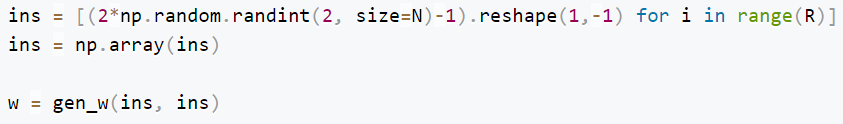 ins = [(2*np.random.randint(2, size=N)-1).reshape(1,-1) for i in range(R)]
ins = np.array(ins)
w = gen_w(ins, ins)